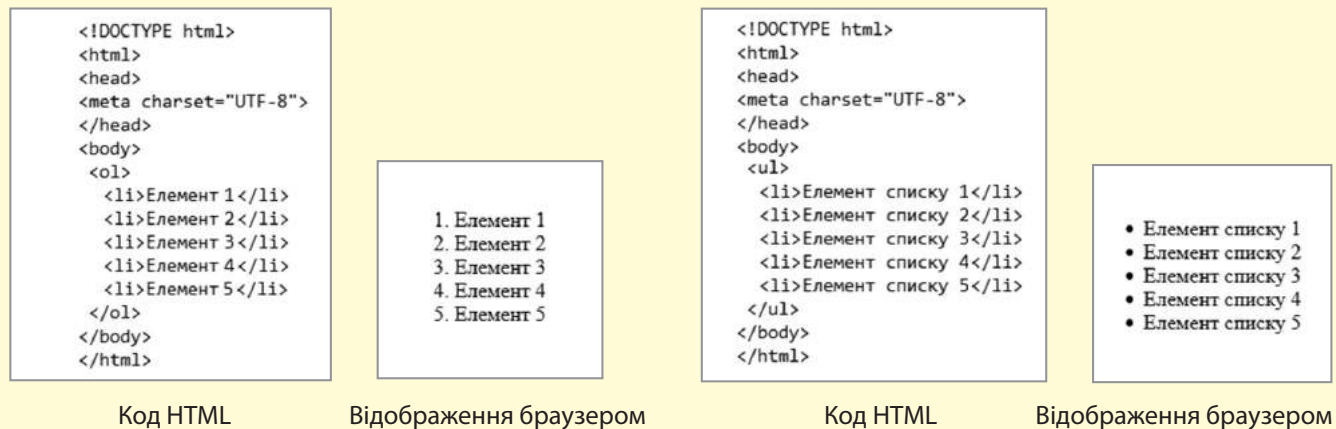 <!DOCTYPE html>
<html>
<head>
<meta charset="UTF-8">
</head>
<body>
<ol>
<li>Елемент 1</li>
<li>Елемент 2</li>
<li>Елемент 3</li>
<li>Елемент 4</li>
<li>Елемент 5</li>
</ol>
</body>
</html>
Код HTML
1. Елемент 1
2. Елемент 2
3. Елемент 3
4. Елемент 4
5. Елемент 5
Відображення браузером
<!DOCTYPE html>
<html>
<head>
<meta charset="UTF-8">
</head>
<body>
<ul>
<li>Елемент списку 1</li>
<li>Елемент списку 2</li>
<li>Елемент списку 3</li>
<li>Елемент списку 4</li>
<li>Елемент списку 5</li>
</ul>
</body>
</html>
Код HTML
• Елемент списку 1
• Елемент списку 2
• Елемент списку 3
• Елемент списку 4
• Елемент списку 5
Відображення браузером